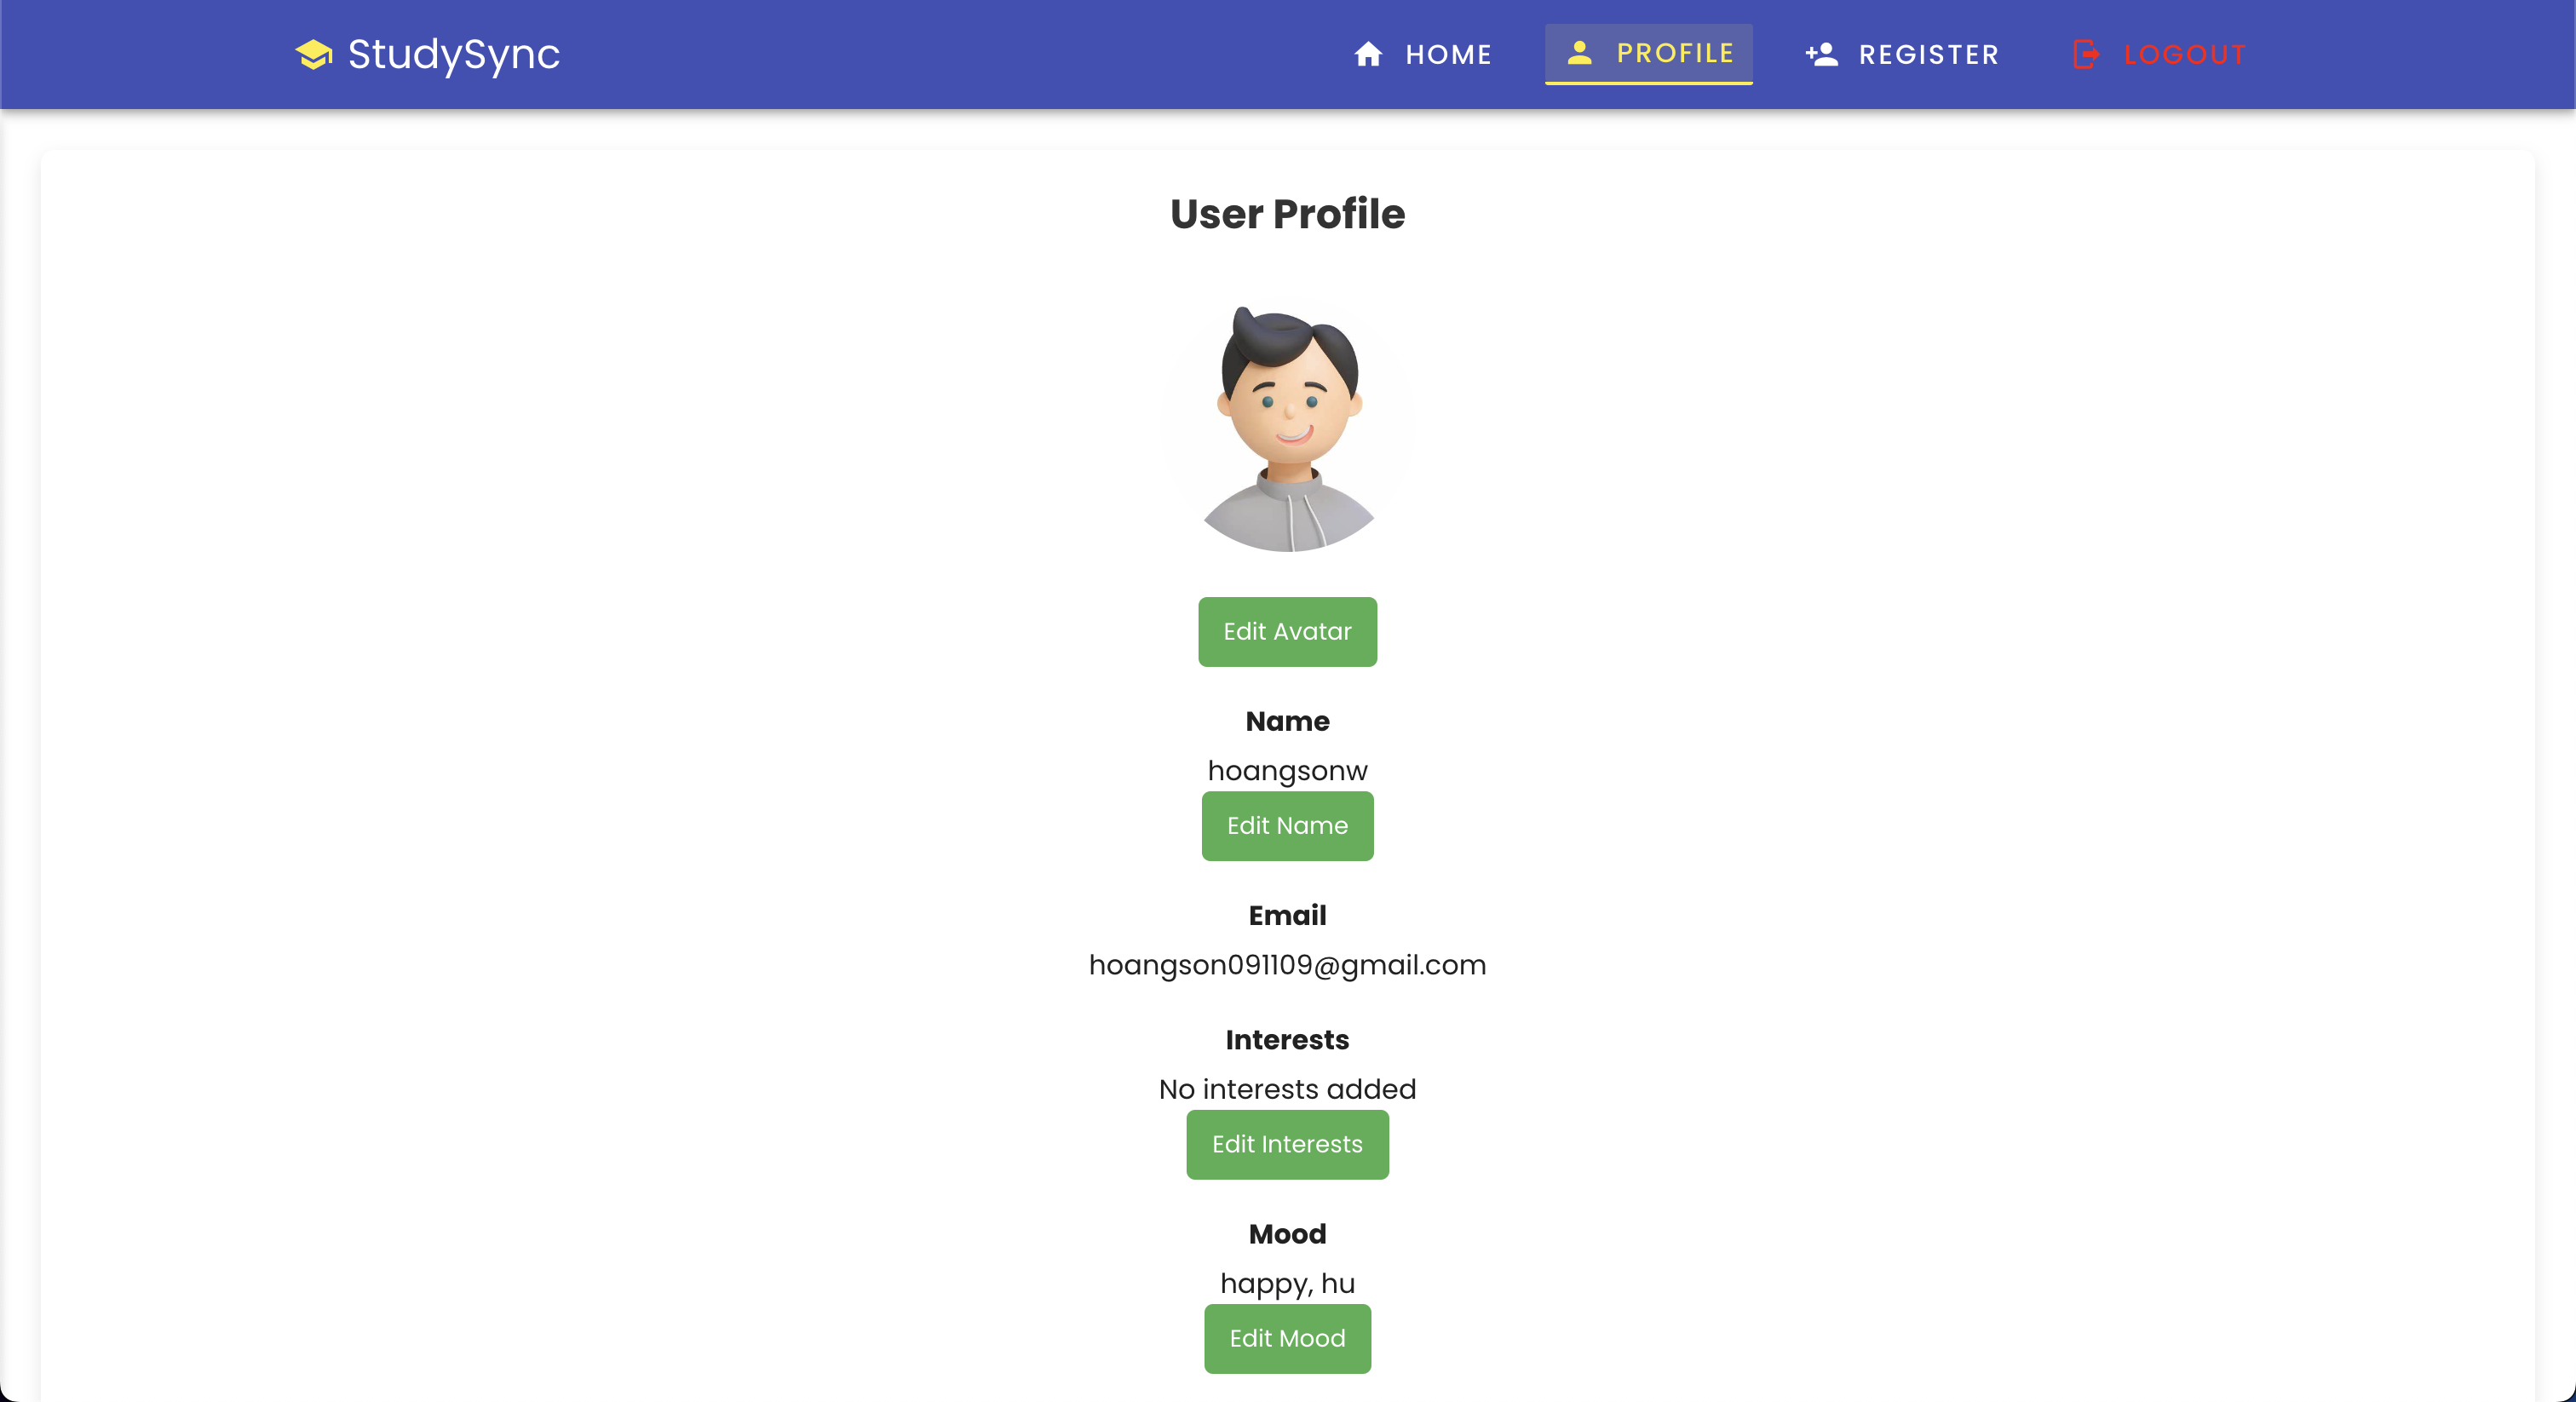 StudySync
HOME
PROFILE
REGISTER
LOGOUT
User Profile
Edit Avatar
Name
hoangsonw
Edit Name
Email
hoangson091109@gmail.com
Interests
No interests added
Edit Interests
Mood
happy, hu
Edit Mood